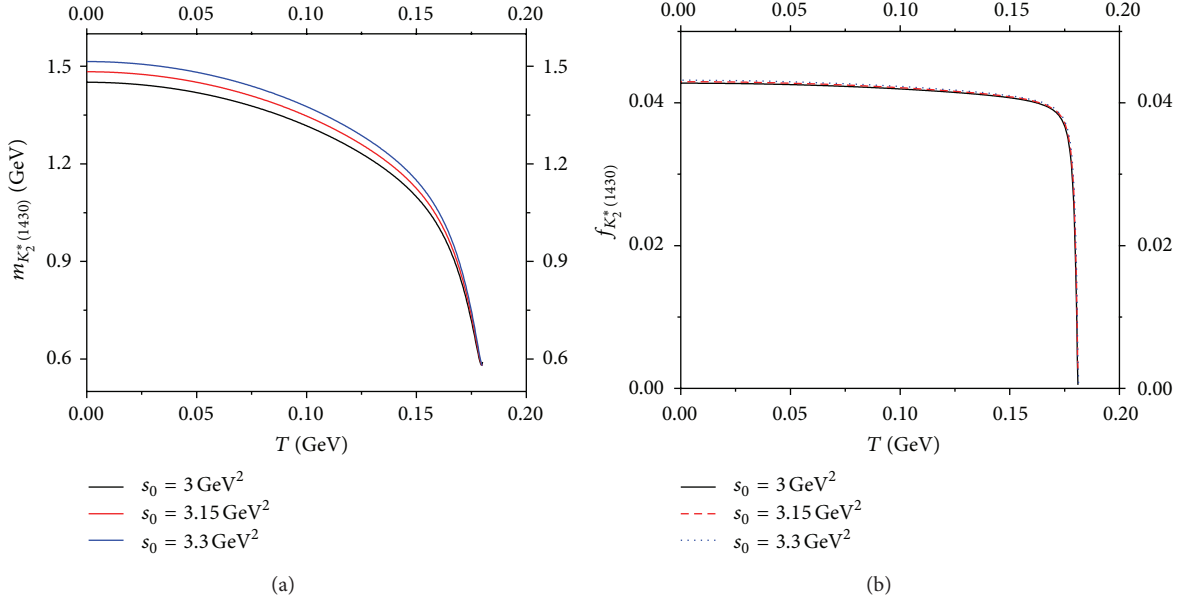 0.00 0.05 0.10 0.15 0.20
1.5 1.5
1.2 1.2
0.9 0.9
0.6 0.6
m_{K_2^* (1430)} (GeV)
0.00 0.05 0.10 0.15 0.20
T (GeV)
s_0 = 3 GeV^2
s_0 = 3.15 GeV^2
s_0 = 3.3 GeV^2
(a)
0.00 0.05 0.10 0.15 0.20
0.04 0.04
0.02 0.02
0.00 0.00
f_{K_2^* (1430)}
0.00 0.05 0.10 0.15 0.20
T (GeV)
s_0 = 3 GeV^2
s_0 = 3.15 GeV^2
s_0 = 3.3 GeV^2
(b)